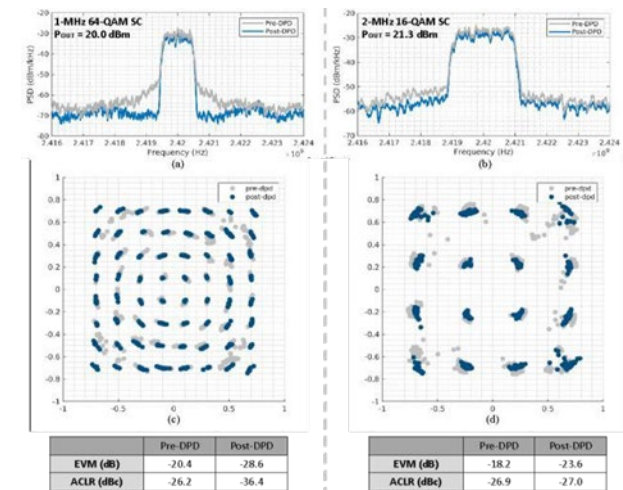 1-MHz 64-QAM SC
POUT = 20.0 dBm
Pre-DPD
Post-DPD
PSD (dBm/kHz)
-20
-30
-40
-50
-60
-70
-80
2.416 2.417 2.418 2.419 2.42 2.421 2.422 2.423 2.424
Frequency (Hz)
(a)
2-MHz 16-QAM SC
POUT = 21.3 dBm
Pre-DPD
Post-DPD
PSD (dBm/kHz)
-20
-30
-40
-50
-60
2.416 2.417 2.418 2.419 2.42 2.421 2.422 2.423 2.424
Frequency (Hz)
(b)
pre-dpd
post-dpd
1
0.8
0.6
0.4
0.2
0
-0.2
-0.4
-0.6
-0.8
-1
-1 -0.5 0 0.5 1
(c)
pre-dpd
post-dpd
1
0.8
0.6
0.4
0.2
0
-0.2
-0.4
-0.6
-0.8
-1
-1 -0.5 0 0.5 1
(d)
Pre-DPD Post-DPD
EVM (dB) -20.4 -28.6
ACLR (dBc) -26.2 -36.4
Pre-DPD Post-DPD
EVM (dB) -18.2 -23.6
ACLR (dBc) -26.9 -27.0